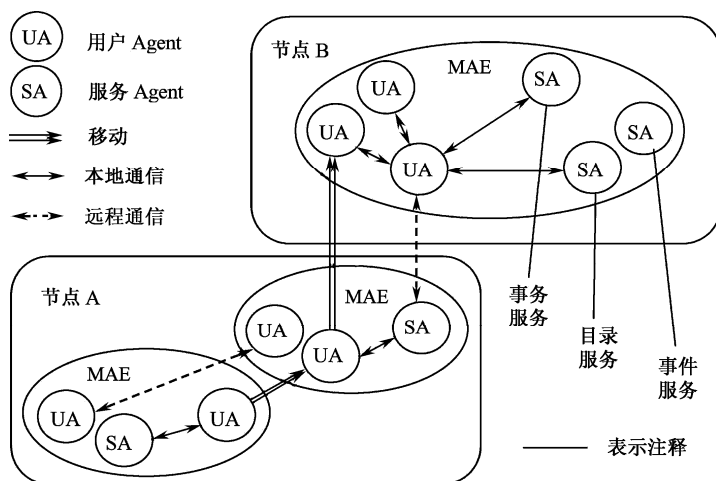 UA 用户 Agent
SA 服务 Agent
移动
本地通信
远程通信
节点 B
MAE
UA
SA
UA
SA
UA
SA
事务
服务
目录
服务
事件
服务
节点 A
MAE
UA
SA
UA
MAE
UA
UA
SA
表示注释